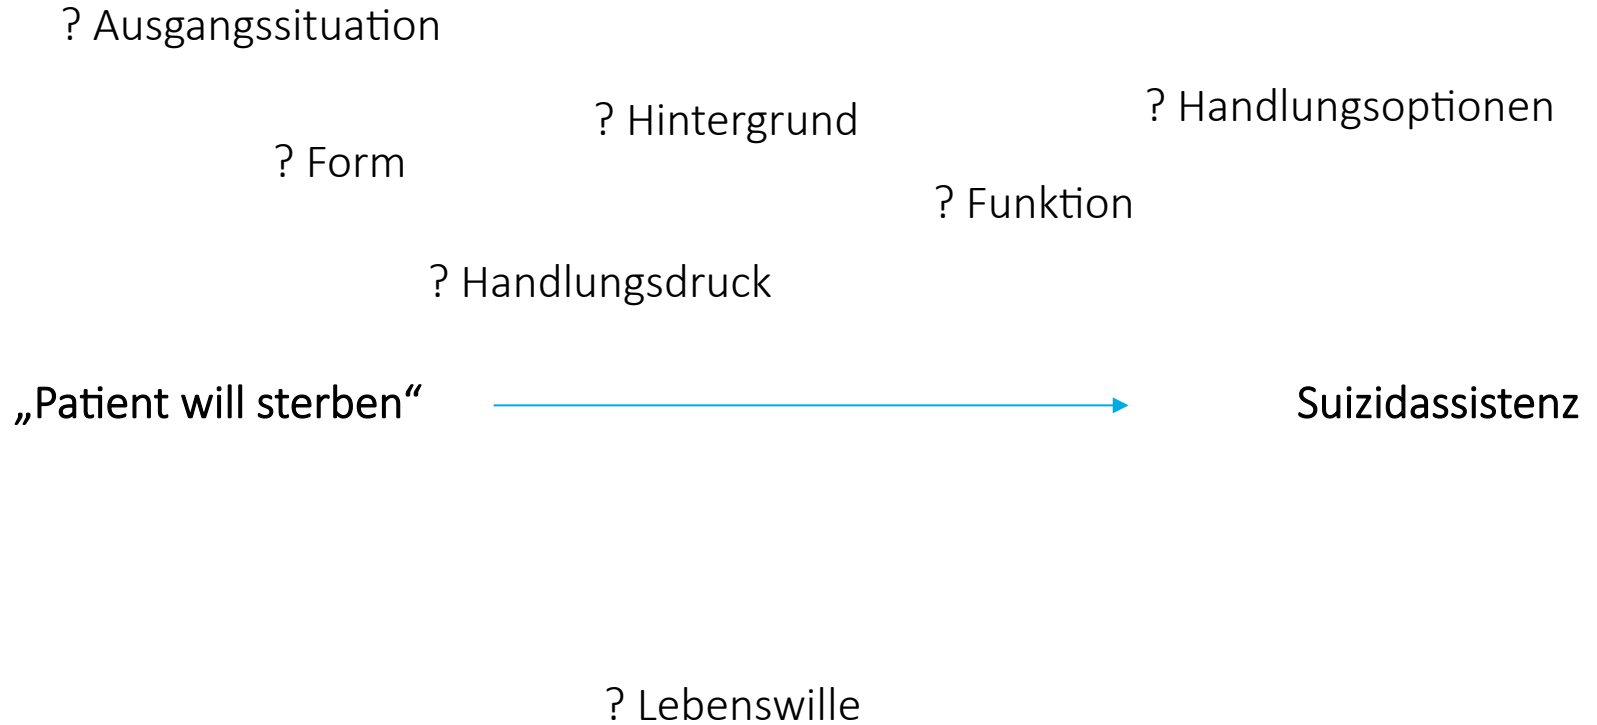 ? Ausgangssituation
? Handlungsoptionen
? Hintergrund
? Form
? Funktion
? Handlungsdruck
„Patient will sterben“
Suizidassistenz
? Lebenswille